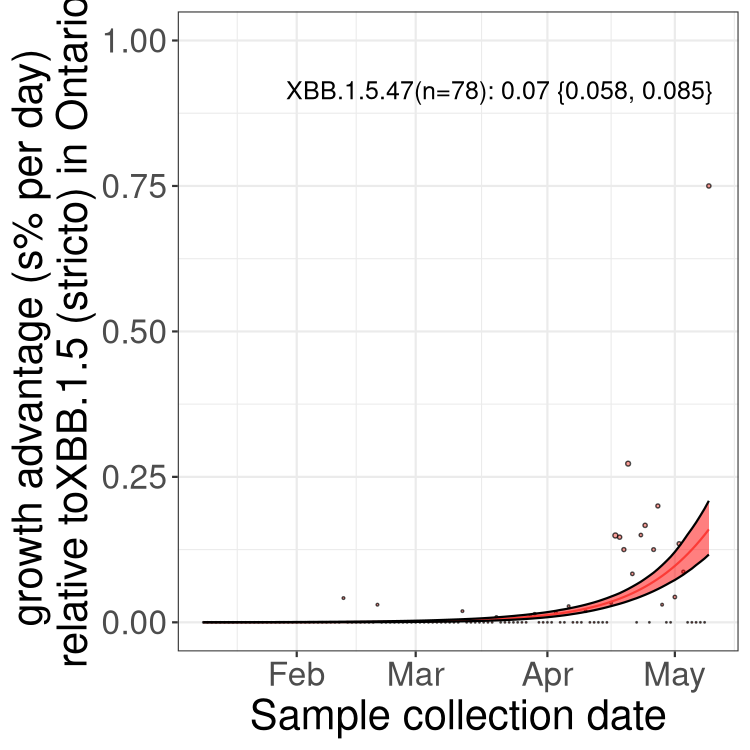 growth advantage (s% per day)
relative toXBB.1.5 (stricto) in Ontario
1.00
0.75
0.50
0.25
0.00
XBB.1.5.47(n=78): 0.07 {0.058, 0.085}
Feb Mar Apr May
Sample collection date